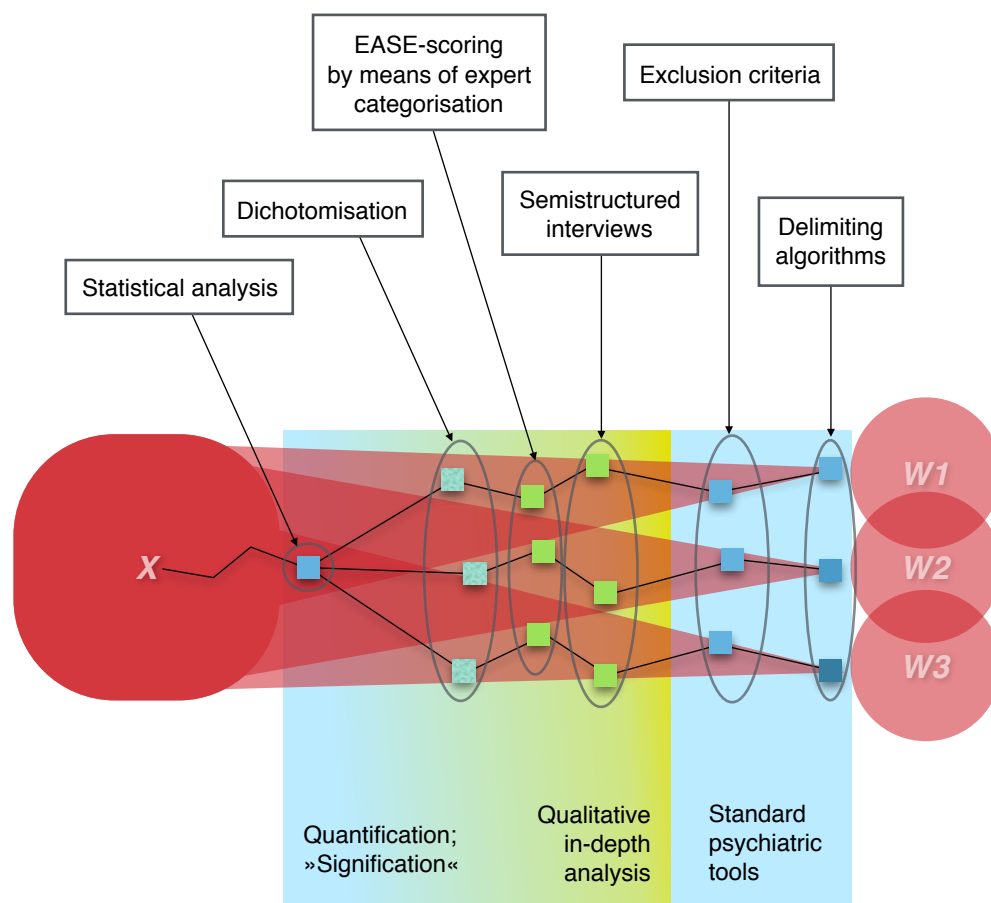 EASE-scoring
by means of expert
categorisation
Exclusion criteria
Dichotomisation
Semistructured
interviews
Delimiting
algorithms
Statistical analysis
W1
X
W2
W3
Quantification;
»Signification«
Qualitative
in-depth
analysis
Standard
psychiatric
tools